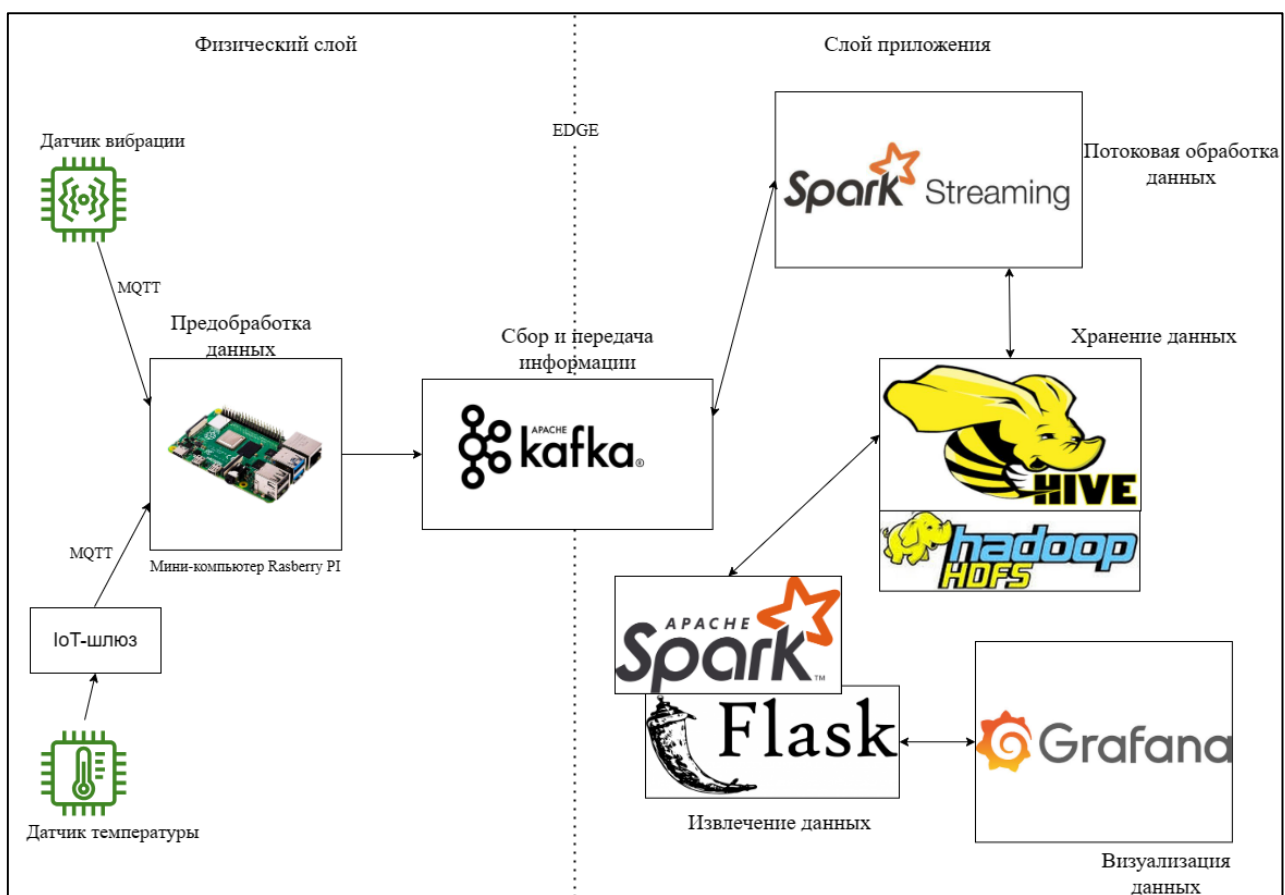 Физический слой
Слой приложения
Датчик вибрации
EDGE
Spark Streaming
Потоковая обработка
данных
MQTT
Предобработка
данных
Сбор и передача
информации
Хранение данных
APACHE
kafka®
HIVE
hadoop
HDFS
MQTT
Мини-компьютер Rasberry PI
IoT-шлюз
APACHE
Spark™
Flask
Grafana
Датчик температуры
Извлечение данных
Визуализация
данных